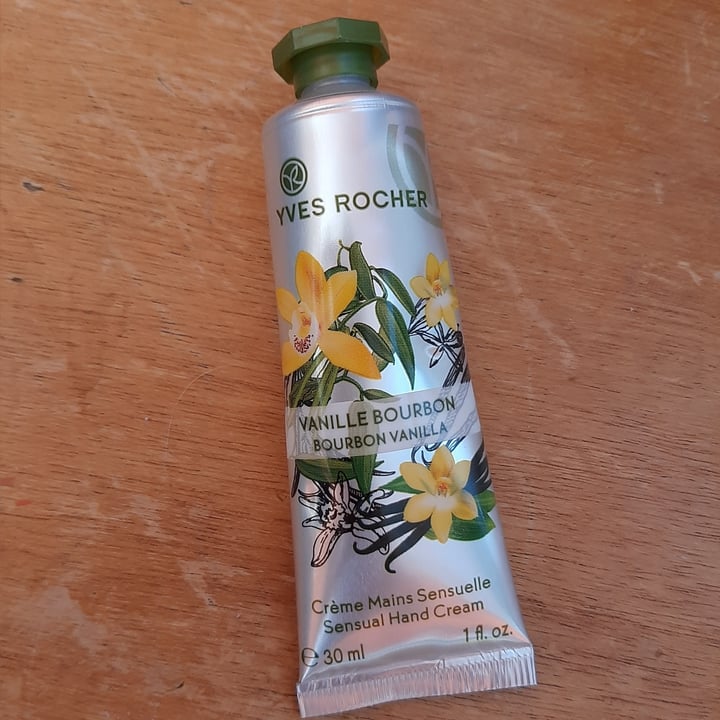 YVES ROCHER
VANILLE BOURBON
BOURBON VANILLA
Crème Mains Sensuelle
Sensual Hand Cream
℮ 30 ml 1 fl. oz.